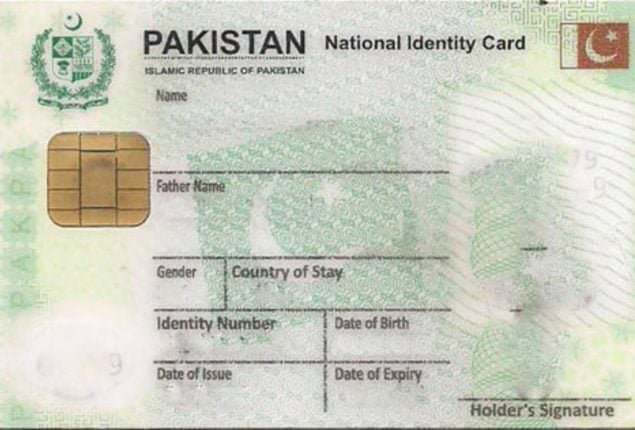 PAKISTAN National Identity Card
ISLAMIC REPUBLIC OF PAKISTAN
Name
Father Name
Gender Country of Stay
Identity Number Date of Birth
Date of Issue Date of Expiry
Holder's Signature